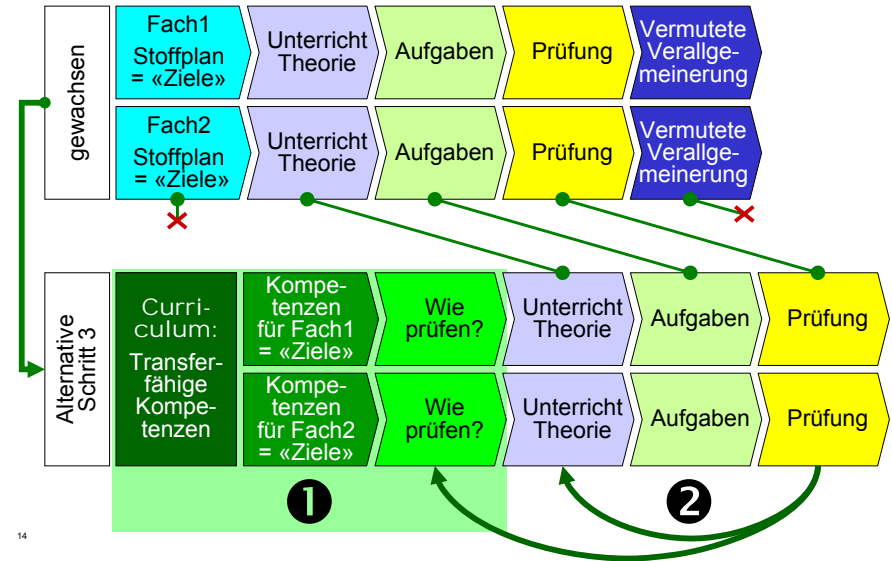 gewachsen
Fach1
Stoffplan
= «Ziele»
Unterricht
Theorie
Aufgaben
Prüfung
Vermutete
Verallge-
meinerung
Fach2
Stoffplan
= «Ziele»
Unterricht
Theorie
Aufgaben
Prüfung
Vermutete
Verallge-
meinerung
Alternative
Schritt 3
Curri-
culum:
Transfer-
fähige
Kompe-
tenzen
Kompe-
tenzen
für Fach1
= «Ziele»
Wie
prüfen?
Unterricht
Theorie
Aufgaben
Prüfung
Kompe-
tenzen
für Fach2
= «Ziele»
Wie
prüfen?
Unterricht
Theorie
Aufgaben
Prüfung
❶
❷
14